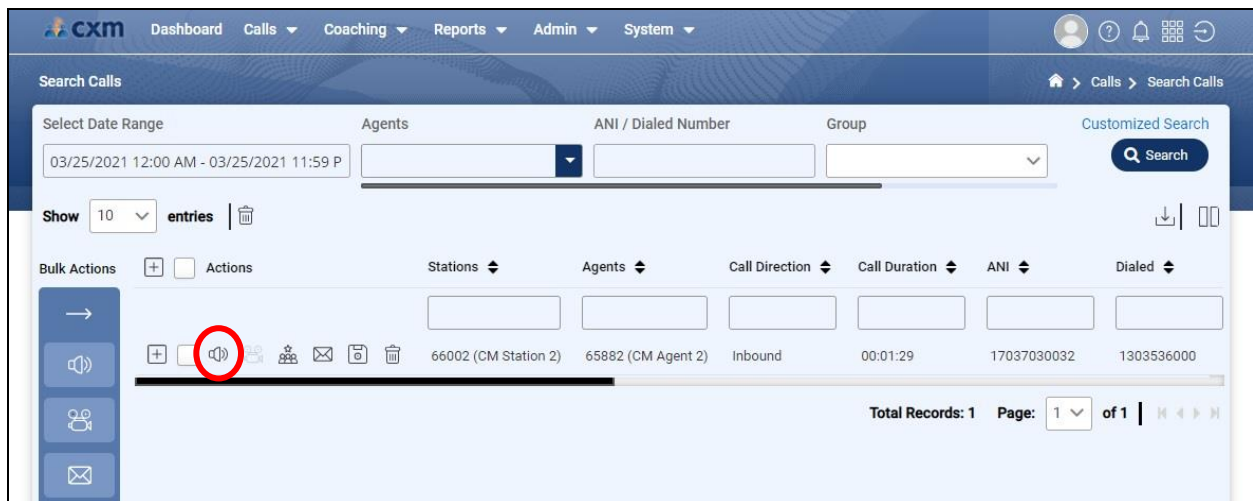 cxm Dashboard Calls Coaching Reports Admin System
Search Calls
Calls > Search Calls
Select Date Range Agents ANI / Dialed Number Group Customized Search
03/25/2021 12:00 AM - 03/25/2021 11:59 P
Search
Show 10 entries
Bulk Actions Actions Stations Agents Call Direction Call Duration ANI Dialed
66002 (CM Station 2) 65882 (CM Agent 2) Inbound 00:01:29 17037030032 1303536000
Total Records: 1 Page: 1 of 1